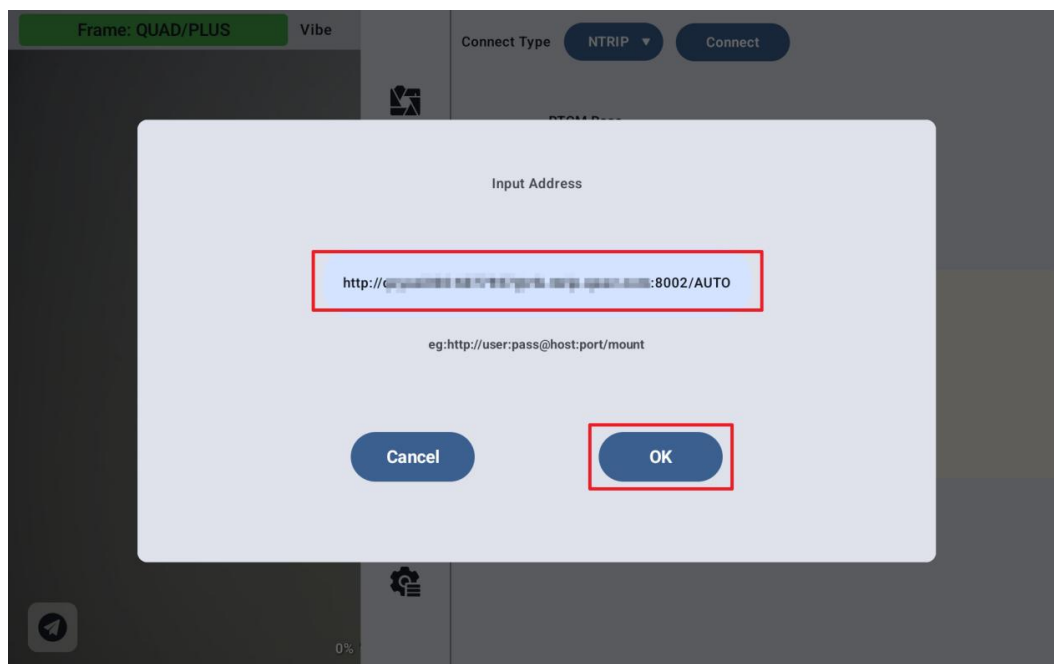 Frame: QUAD/PLUS Vibe
Connect Type NTRIP Connect
Input Address
http:// :8002/AUTO
eg:http://user:pass@host:port/mount
Cancel OK
0%